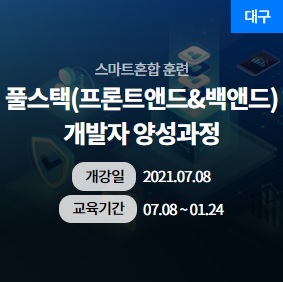 대구
스마트혼합 훈련
풀스택(프론트앤드&백앤드)
개발자 양성과정
개강일 2021.07.08
교육기간 07.08 ~ 01.24